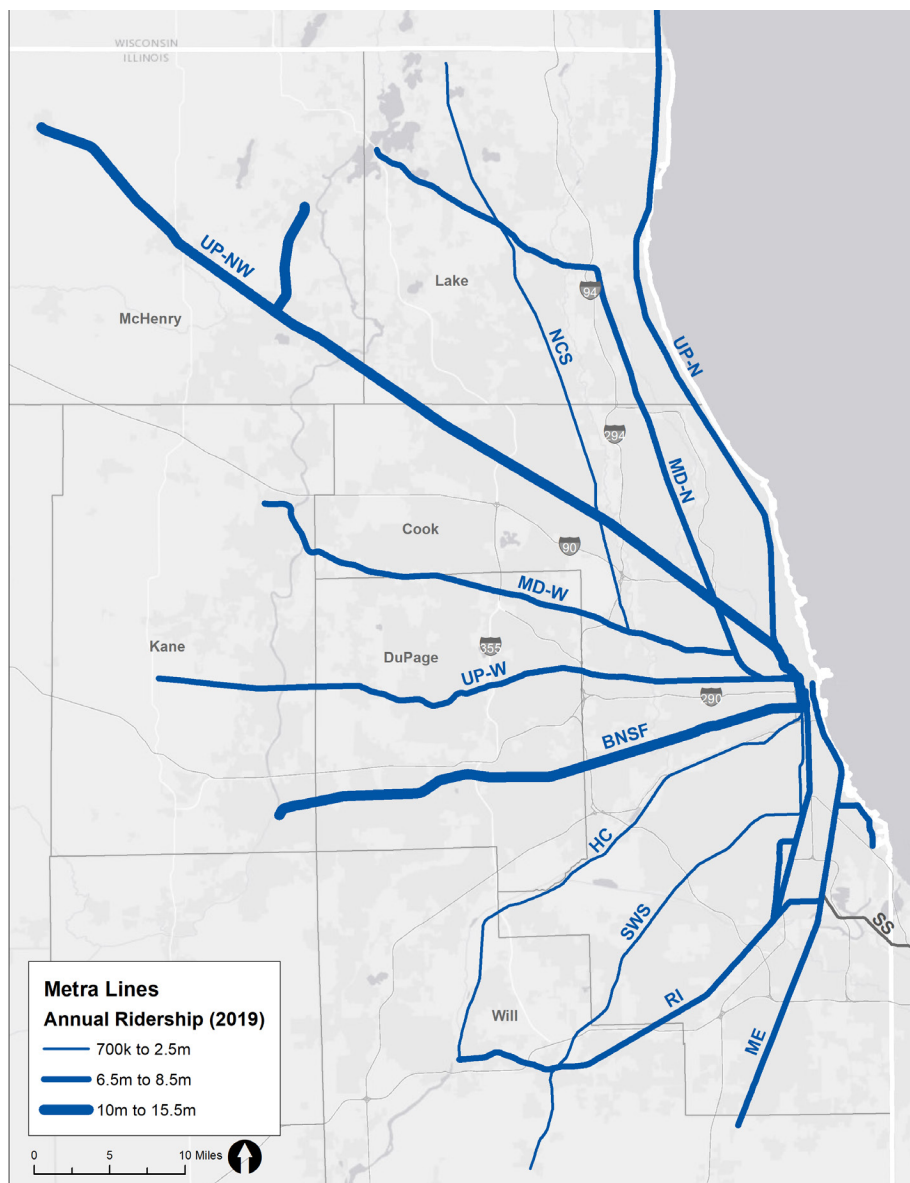 WISCONSIN
ILLINOIS
UP-NW
Lake
94
McHenry
NCS
UP-N
294
MD-N
Cook
90
MD-W
Kane
DuPage
355
UP-W
290
BNSF
HC
SWS
SS
RI
Will
ME
Metra Lines
Annual Ridership (2019)
700k to 2.5m
6.5m to 8.5m
10m to 15.5m
0 5 10 Miles